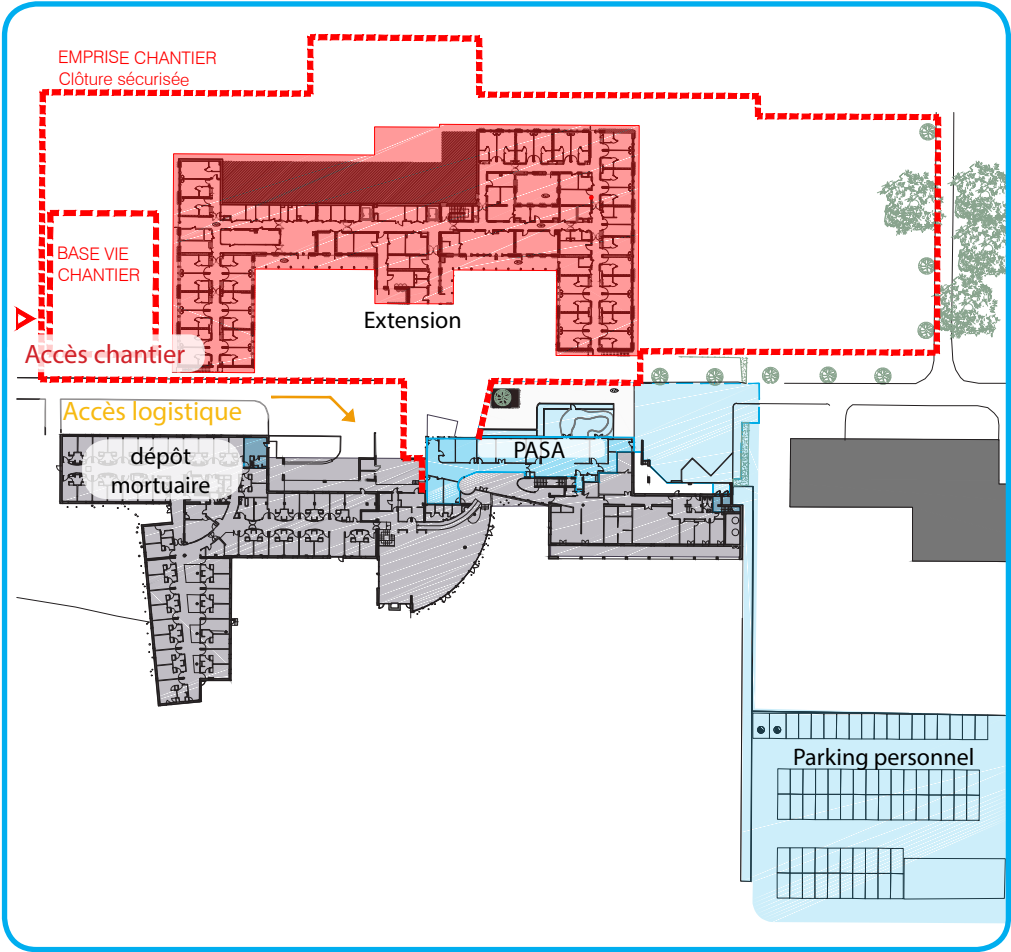 EMPRISE CHANTIER
Clôture sécurisée
BASE VIE
CHANTIER
Extension
Accès chantier
Accès logistique
dépôt
mortuaire
PASA
Parking personnel